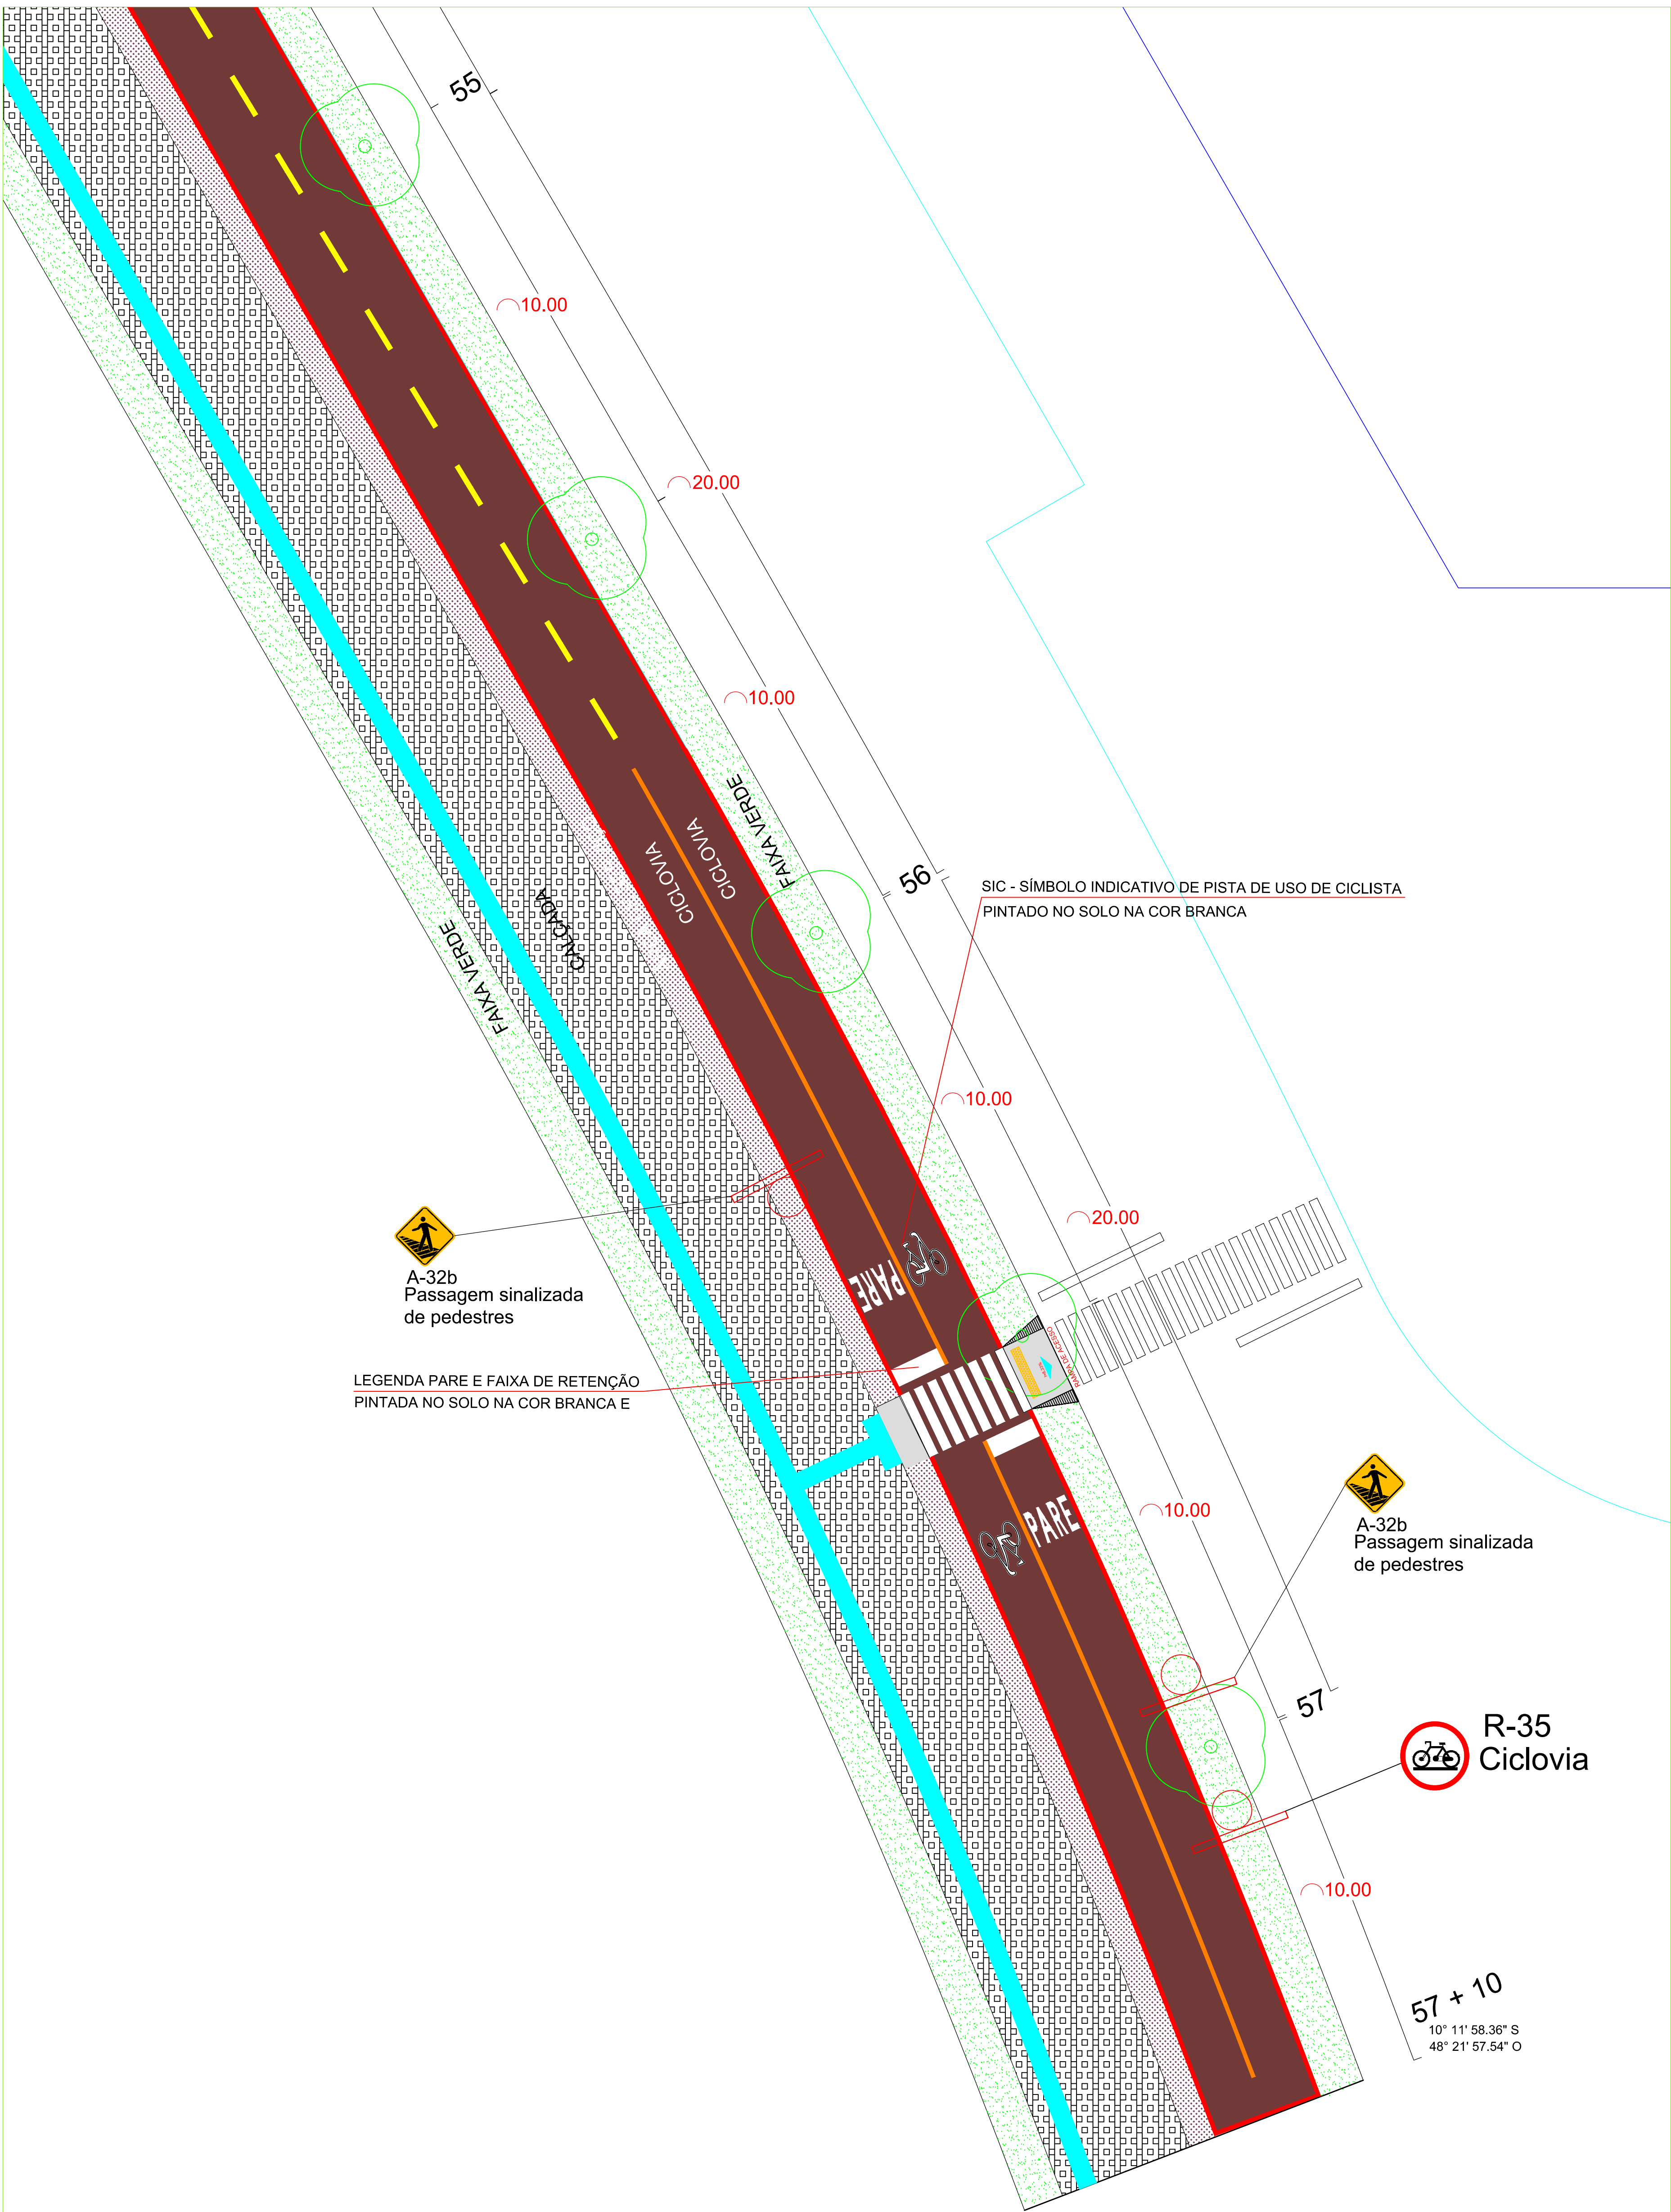 55
⌒10.00
⌒20.00
⌒10.00
FAIXA VERDE
CICLOVIA
CICLOVIA
56
SIC - SÍMBOLO INDICATIVO DE PISTA DE USO DE CICLISTA
PINTADO NO SOLO NA COR BRANCA
CALÇADA
FAIXA VERDE
⌒10.00
⌒20.00
A-32b
Passagem sinalizada
de pedestres
PARE
RAMPA DE ACESSO
LEGENDA PARE E FAIXA DE RETENÇÃO
PINTADA NO SOLO NA COR BRANCA E
⌒10.00
PARE
A-32b
Passagem sinalizada
de pedestres
57
R-35
Ciclovia
⌒10.00
57 + 10
10° 11' 58.36" S
48° 21' 57.54" O